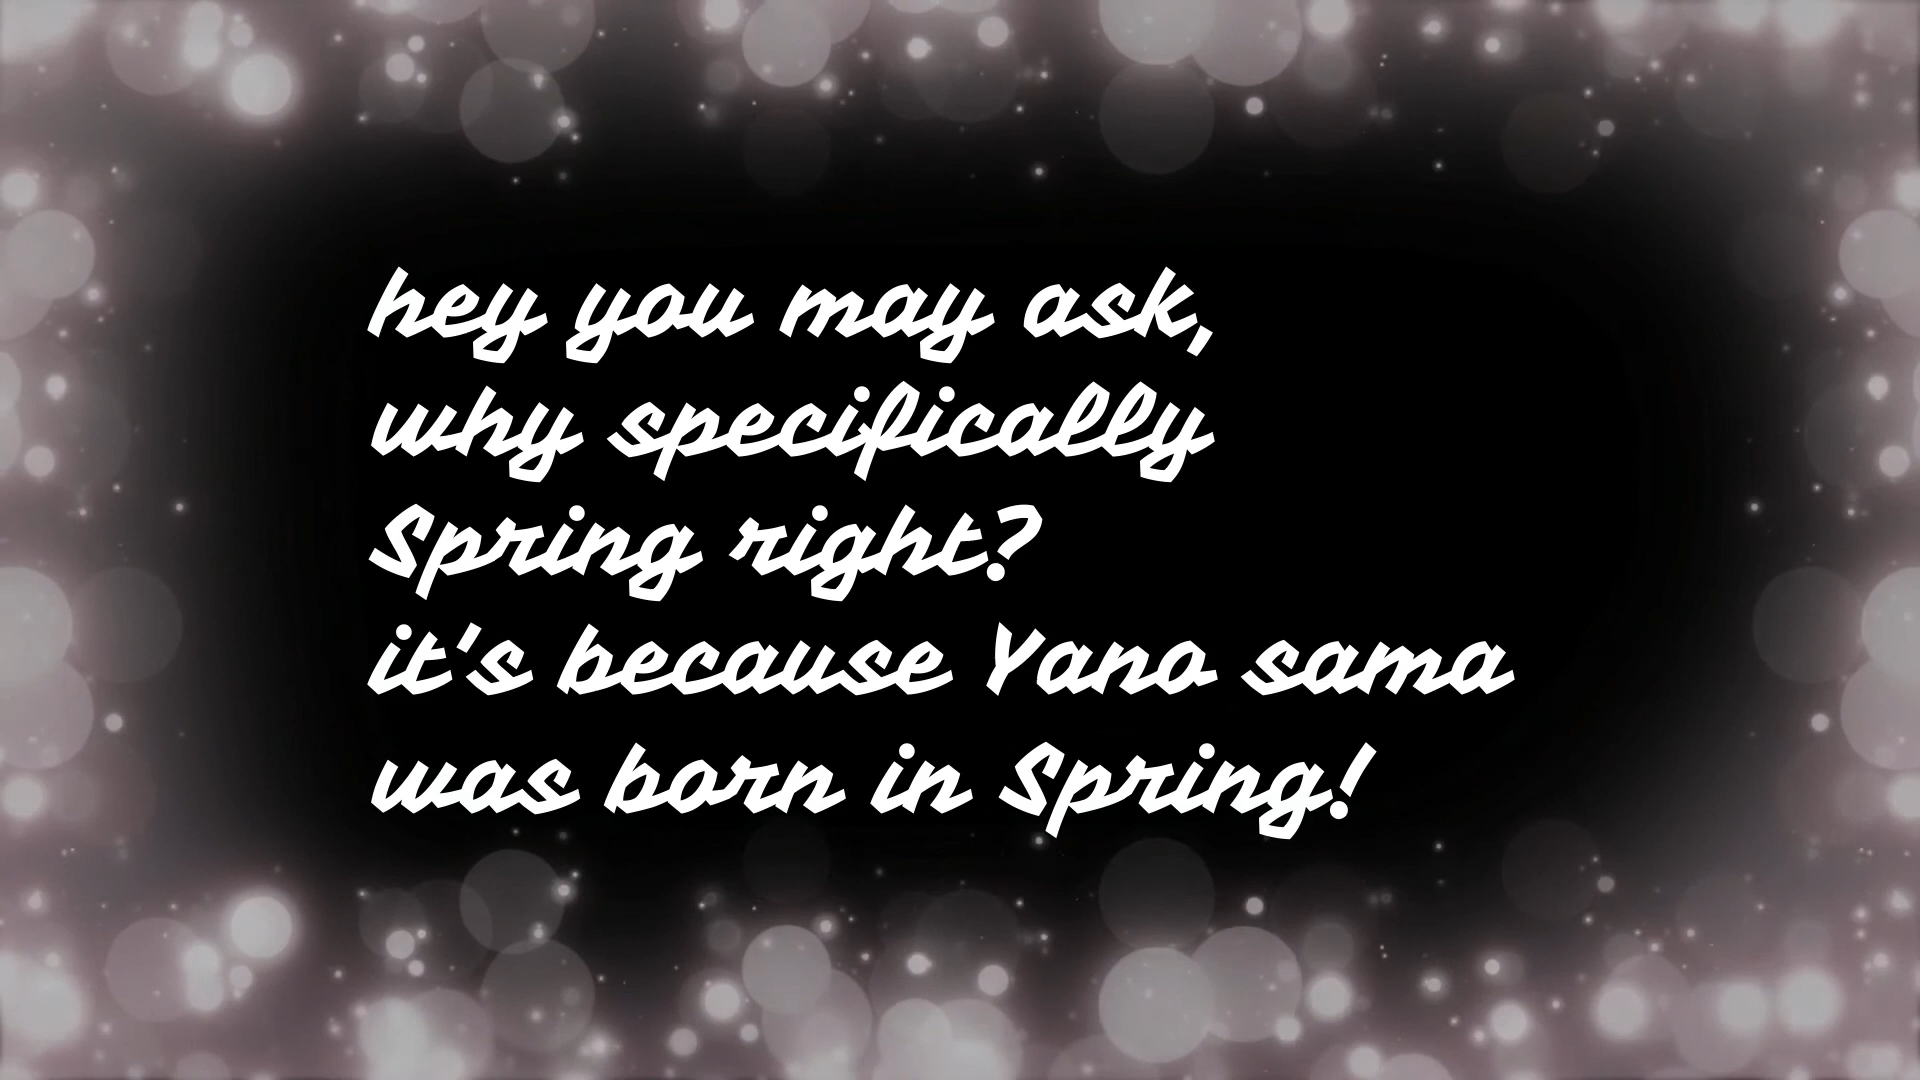 hey you may ask,
why specifically
Spring right?
it's because Yano sama
was born in Spring!